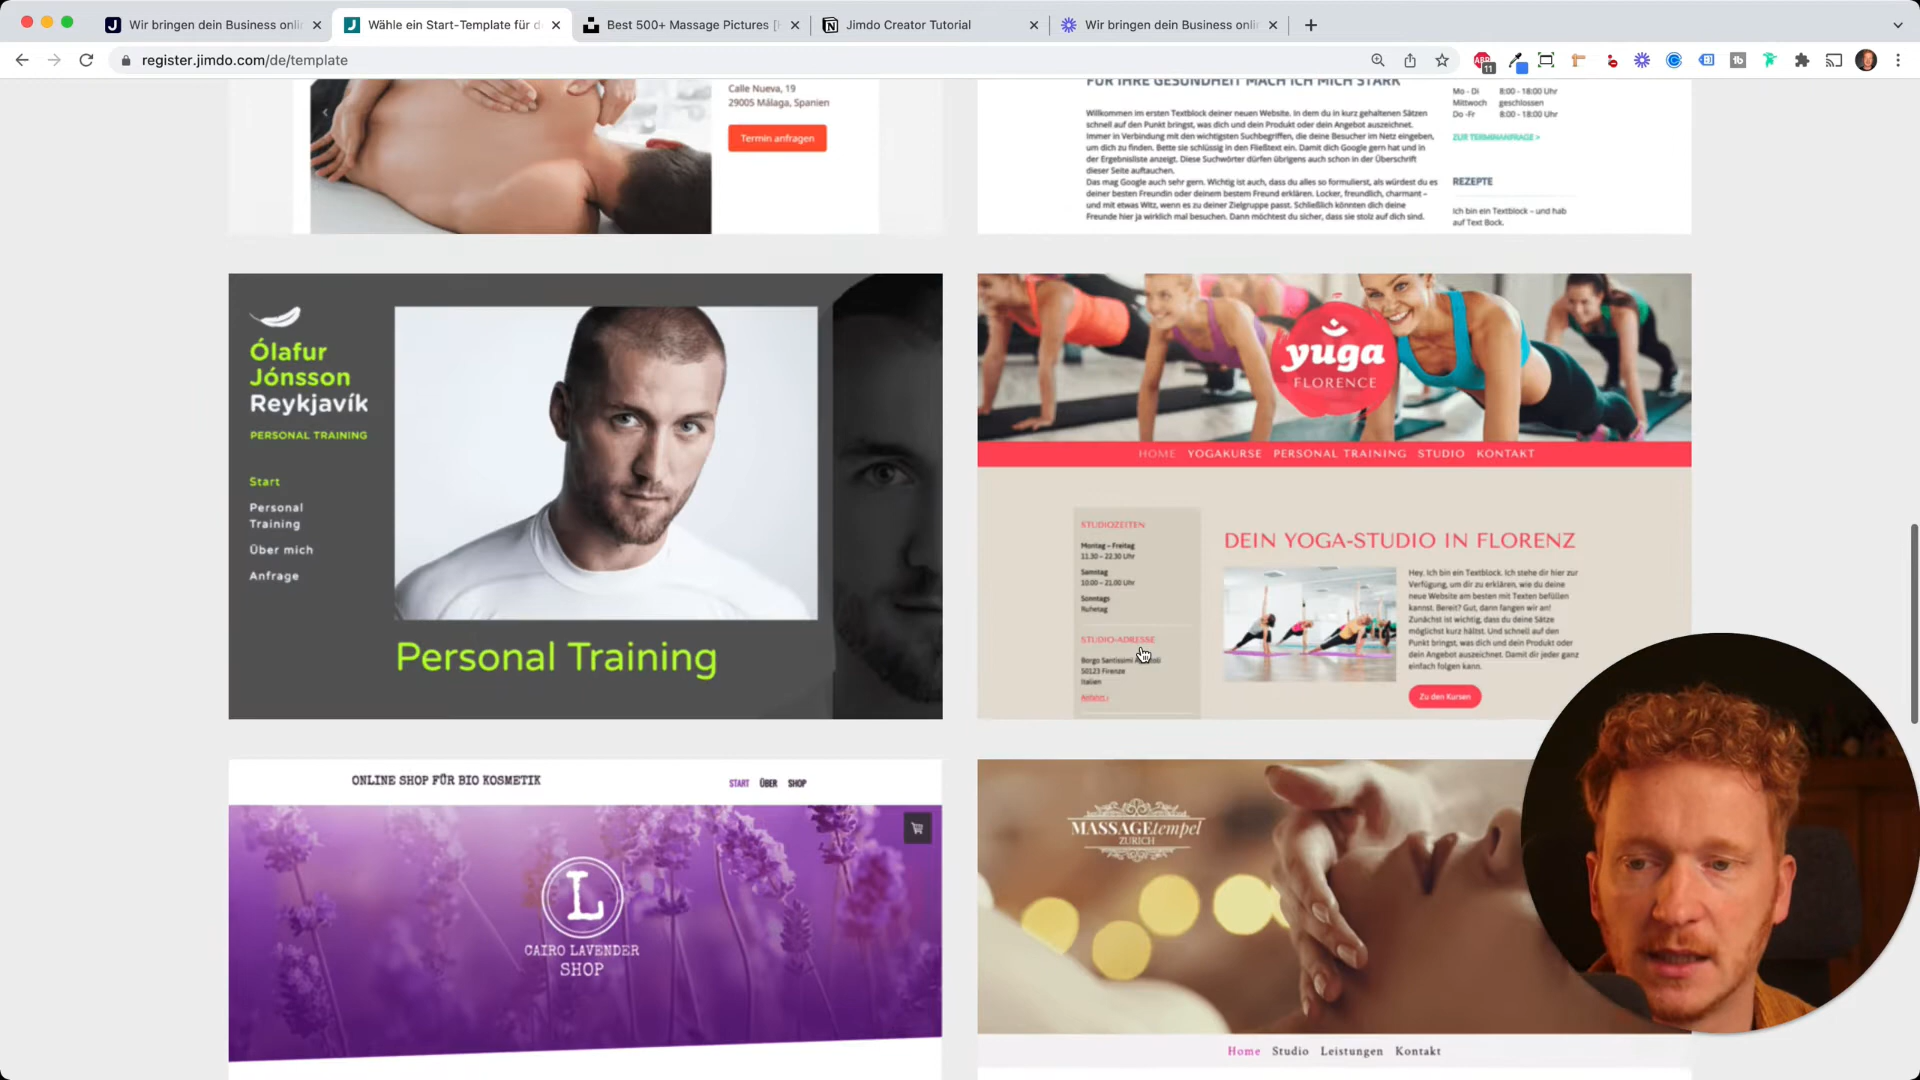 Wir bringen dein Business onlin
Wähle ein Start-Template für d
Best 500+ Massage Pictures [H
Jimdo Creator Tutorial
Wir bringen dein Business onlin
register.jimdo.com/de/template
11
Calle Nueva, 19
29005 Málaga, Spanien
Termin anfragen
FÜR IHRE GESUNDHEIT MACH ICH MICH STARK
Willkommen im ersten Textblock deiner neuen Website. In dem du in kurz gehaltenen Sätzen
schnell auf den Punkt bringst, was dich und dein Produkt oder dein Angebot auszeichnet.
Immer in Verbindung mit den wichtigsten Suchbegriffen, die deine Besucher im Netz eingeben,
um dich zu finden. Bette sie schlüssig in den Fließtext ein. Damit dich Google gern hat und in
der Ergebnisliste anzeigt. Diese Suchwörter dürfen übrigens auch schon in der Überschrift
dieser Seite auftauchen.
Das mag Google auch sehr gern. Wichtig ist auch, dass du alles so formulierst, als würdest du es
deiner besten Freundin oder deinem bestem Freund erklären. Locker, freundlich, charmant –
und mit etwas Witz, wenn es zu deiner Zielgruppe passt. Schließlich könnten dich deine
Freunde hier ja wirklich mal besuchen. Dann möchtest du sicher, dass sie stolz auf dich sind.
Mo - Di 8:00 - 18:00 Uhr
Mittwoch geschlossen
Do -Fr 8:00 - 18:00 Uhr
ZUR TERMINANFRAGE >
REZEPTE
Ich bin ein Textblock – und hab
auf Text Bock.
Ólafur
Jónsson
Reykjavík
PERSONAL TRAINING
Start
Personal
Training
Über mich
Anfrage
Personal Training
yuga
FLORENCE
HOME YOGAKURSE PERSONAL TRAINING STUDIO KONTAKT
STUDIOZEITEN
Montag – Freitag
11.30 – 22.30 Uhr
Samstag
10:00 – 21.00 Uhr
Sonntags
Ruhetag
STUDIO-ADRESSE
Borgo Santissimi
50123 Firenze
Italien
Anfahrt ›
DEIN YOGA-STUDIO IN FLORENZ
Hey. Ich bin ein Textblock. Ich stehe dir hier zur
Verfügung, um dir zu erklären, wie du deine
neue Website am besten mit Texten befüllen
kannst. Bereit? Gut, dann fangen wir an!
Zunächst ist wichtig, dass du deine Sätze
möglichst kurz hältst. Und schnell auf den
Punkt bringst, was dich und dein Produkt oder
dein Angebot auszeichnet. Damit dir jeder ganz
einfach folgen kann.
Zu den Kursen
ONLINE SHOP FÜR BIO KOSMETIK
START ÜBER SHOP
L
CAIRO LAVENDER
SHOP
MASSAGEtempel
ZURICH
Home Studio Leistungen Kontakt